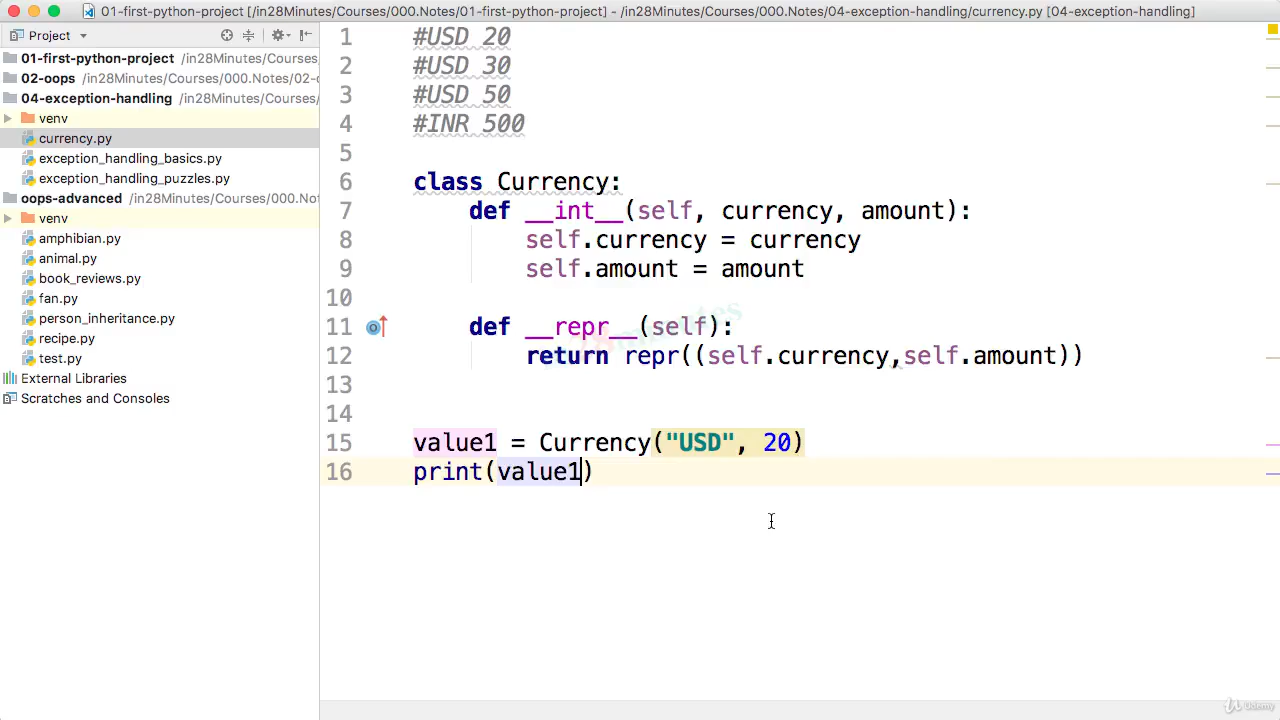 01-first-python-project [/in28Minutes/Courses/000.Notes/01-first-python-project] - /in28Minutes/Courses/000.Notes/04-exception-handling/currency.py [04-exception-handling]
Project
01-first-python-project /in28Minutes/Courses,
02-oops /in28Minutes/Courses/000.Notes/02-
04-exception-handling /in28Minutes/Courses/
venv
currency.py
exception_handling_basics.py
exception_handling_puzzles.py
oops-advanced /in28Minutes/Courses/000.Not
venv
amphibian.py
animal.py
book_reviews.py
fan.py
person_inheritance.py
recipe.py
test.py
External Libraries
Scratches and Consoles
1 #USD 20
2 #USD 30
3 #USD 50
4 #INR 500
5
6 class Currency:
7 def __int__(self, currency, amount):
8 self.currency = currency
9 self.amount = amount
10
11 def __repr__(self):
12 return repr((self.currency,self.amount))
13
14
15 value1 = Currency("USD", 20)
16 print(value1)
Udemy